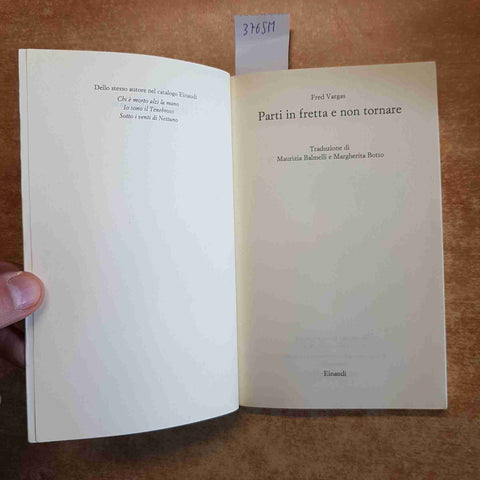 3765M
Dello stesso autore nel catalogo Einaudi
Chi è morto alzi la mano
Io sono il Tenebroso
Sotto i venti di Nettuno
Fred Vargas
Parti in fretta e non tornare
Traduzione di
Maurizia Balmelli e Margherita Botto
Einaudi